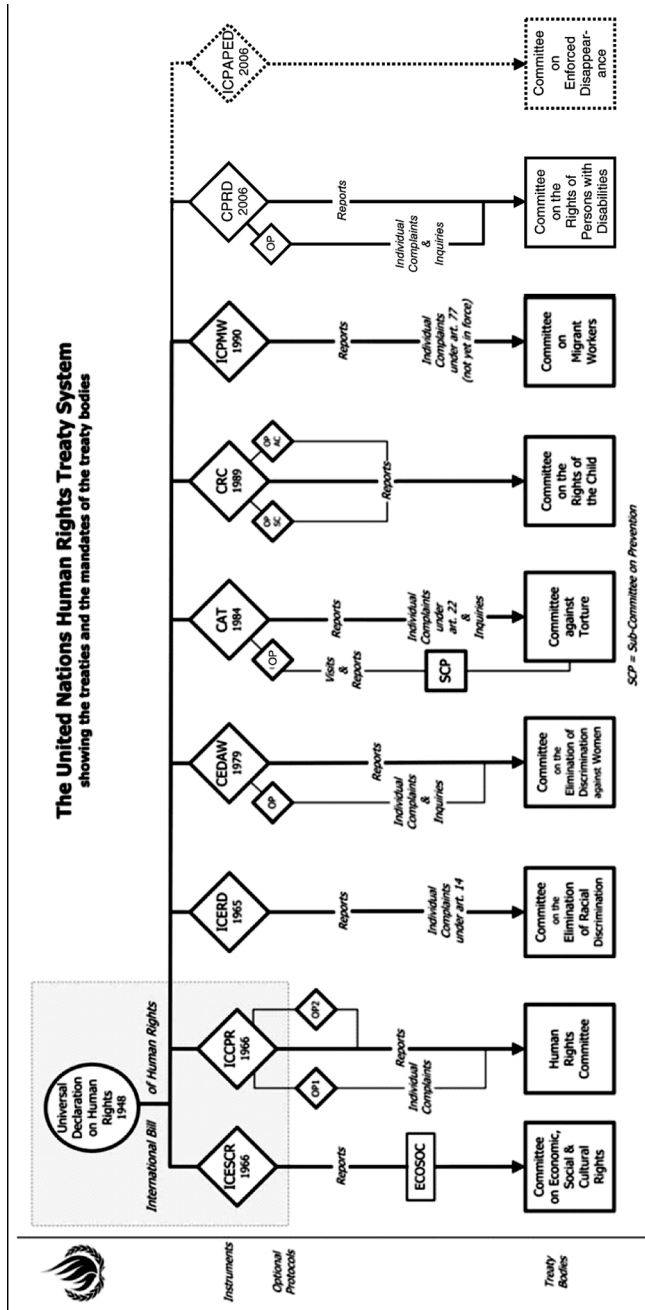 The United Nations Human Rights Treaty System
showing the treaties and the mandates of the treaty bodies
Universal
Declaration
on Human
Rights
1948
International Bill
of Human Rights
Instruments
Optional
Protocols
Treaty
Bodies
ICESCR
1966
Reports
ECOSOC
Committee
on Economic,
Social &
Cultural
Rights
ICCPR
1966
OP1
OP2
Individual
Complaints
Reports
Human
Rights
Committee
ICERD
1965
Reports
Individual
Complaints
under art. 14
Committee
on the
Elimination
of Racial
Discrimination
CEDAW
1979
OP
Reports
Individual
Complaints
&
Inquiries
Committee
on the
Elimination of
Discrimination
against Women
CAT
1984
OP
Reports
Visits
&
Reports
Individual
Complaints
under
art. 22
&
Inquiries
SCP
Committee
against
Torture
CRC
1989
OP
SC
OP
AC
Reports
Committee
on the
Rights of
the Child
ICPMW
1990
Reports
Individual
Complaints
under art. 77
(not yet in force)
Committee
on
Migrant
Workers
CPRD
2006
OP
Reports
Individual
Complaints
&
Inquiries
Committee
on the
Rights of
Persons with
Disabilities
ICPAPED
2006
Committee
on
Enforced
Disappear-
ance
SCP = Sub-Committee on Prevention